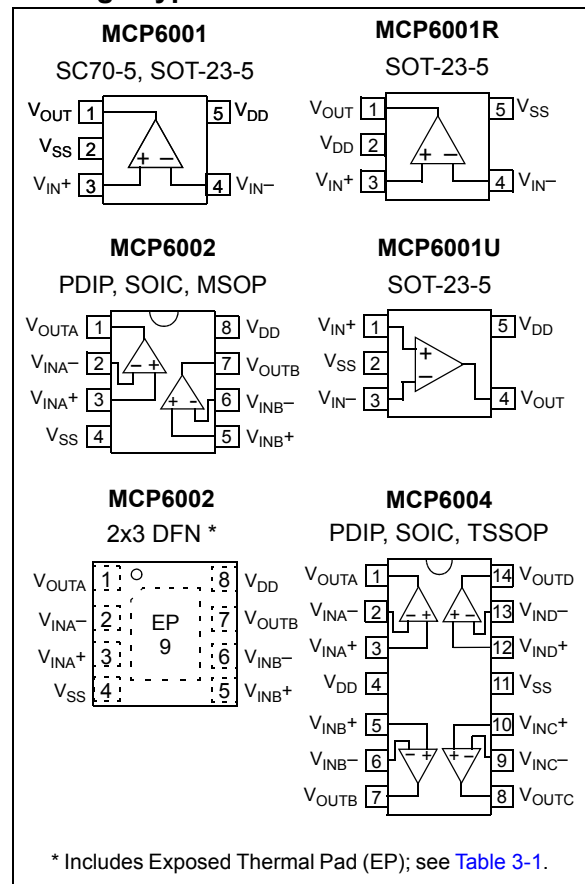 MCP6001
SC70-5, SOT-23-5
VOUT 1
5 VDD
VSS 2
+ –
VIN+ 3
4 VIN–
MCP6001R
SOT-23-5
VOUT 1
5 VSS
VDD 2
+ –
VIN+ 3
4 VIN–
MCP6002
PDIP, SOIC, MSOP
VOUTA 1
8 VDD
VINA– 2
– +
7 VOUTB
VINA+ 3
+ –
6 VINB–
VSS 4
5 VINB+
MCP6001U
SOT-23-5
VIN+ 1
5 VDD
+
VSS 2
–
VIN– 3
4 VOUT
MCP6002
2x3 DFN *
VOUTA 1
8 VDD
VINA– 2
EP
7 VOUTB
VINA+ 3
9
6 VINB–
VSS 4
5 VINB+
MCP6004
PDIP, SOIC, TSSOP
VOUTA 1
14 VOUTD
VINA– 2
– +
+ –
13 VIND–
VINA+ 3
12 VIND+
VDD 4
11 VSS
VINB+ 5
10 VINC+
VINB– 6
– +
+ –
9 VINC–
VOUTB 7
8 VOUTC
* Includes Exposed Thermal Pad (EP); see Table 3-1.